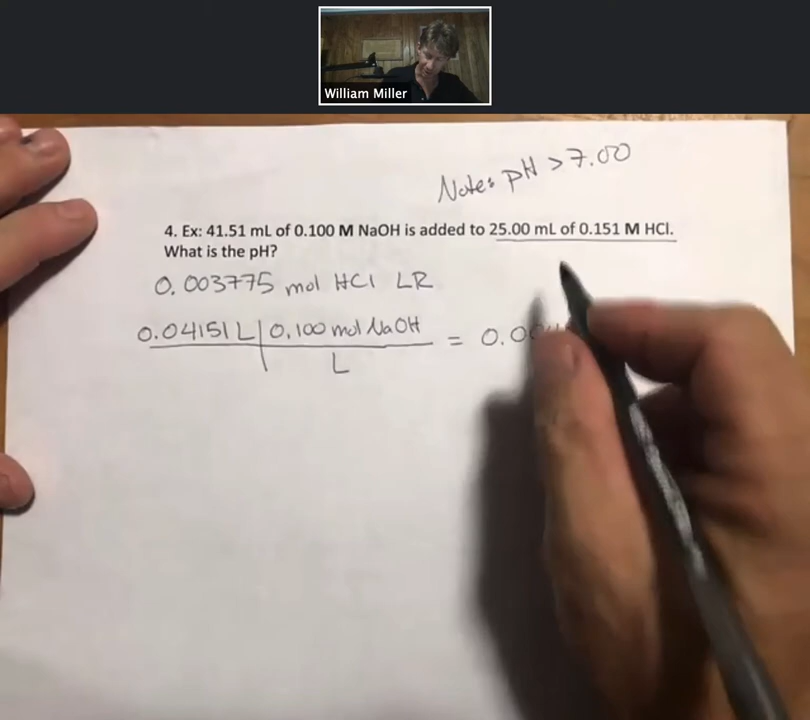 William Miller
Note: pH > 7.00
4. Ex: 41.51 mL of 0.100 M NaOH is added to 25.00 mL of 0.151 M HCl.
What is the pH?
0.003775 mol HCl LR
0.04151 L | 0.100 mol NaOH
= 0.00
L